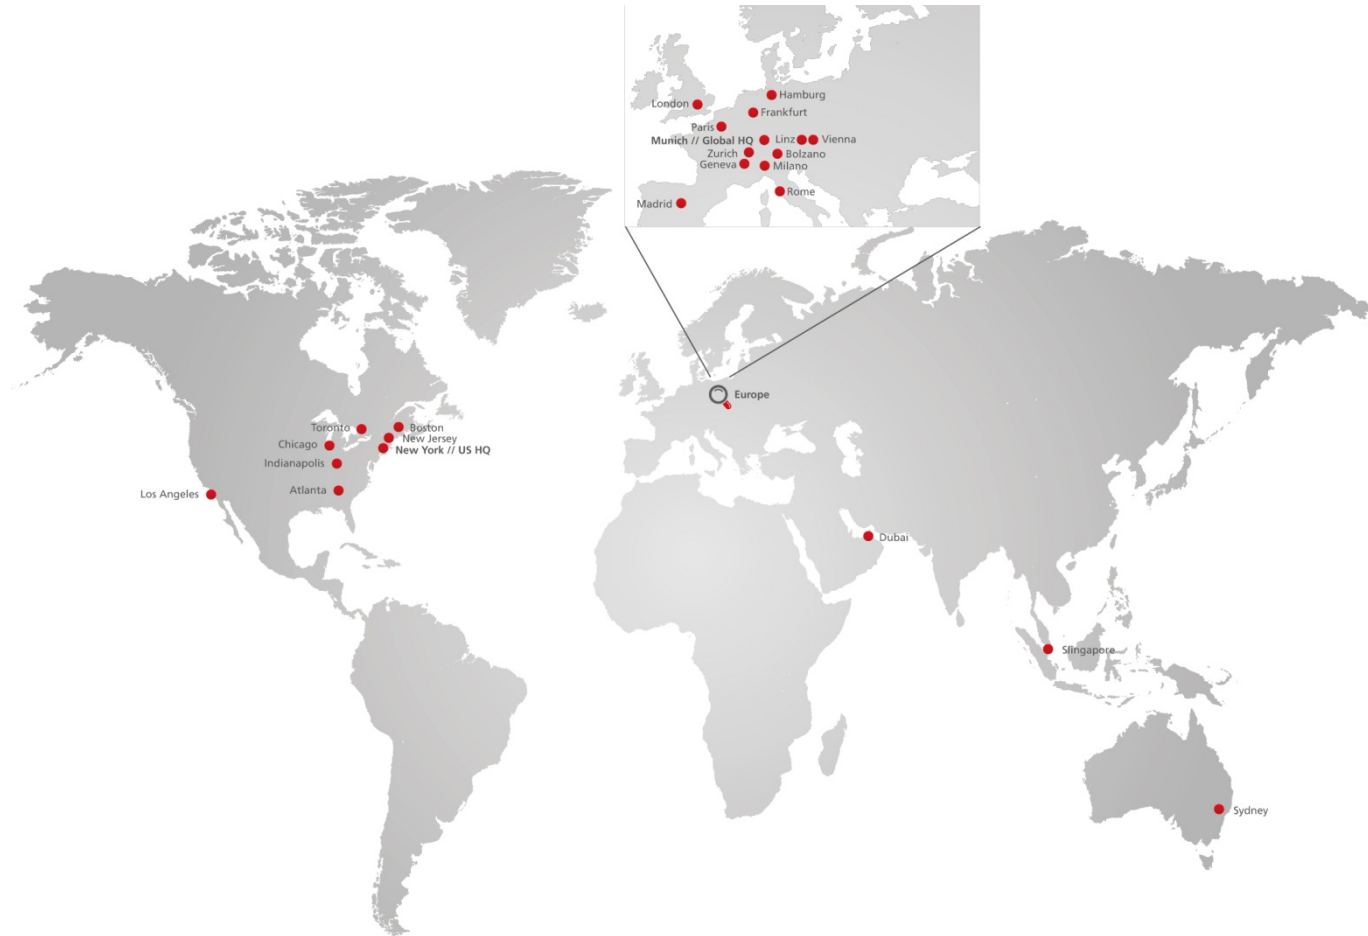 Hamburg
London
Frankfurt
Paris
Munich // Global HQ
Linz
Vienna
Zurich
Bolzano
Geneva
Milano
Rome
Madrid
Europe
Toronto
Boston
New Jersey
Chicago
New York // US HQ
Indianapolis
Los Angeles
Atlanta
Dubai
SIingapore
Sydney